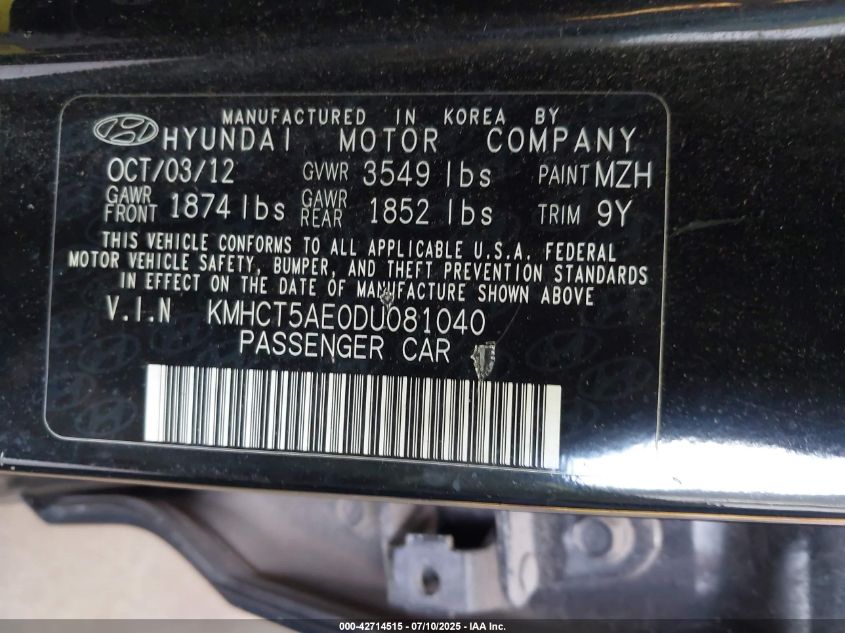 MANUFACTURED IN KOREA BY
HYUNDAI MOTOR COMPANY
OCT/03/12 GVWR 3549 lbs PAINT MZH
GAWR FRONT 1874 lbs GAWR REAR 1852 lbs TRIM 9Y
THIS VEHICLE CONFORMS TO ALL APPLICABLE U.S.A. FEDERAL
MOTOR VEHICLE SAFETY, BUMPER, AND THEFT PREVENTION STANDARDS
IN EFFECT ON THE DATE OF MANUFACTURE SHOWN ABOVE.
V.I.N KMHCT5AE0DU081040
PASSENGER CAR
000-42714515 - 07/10/2025 - IAA Inc.